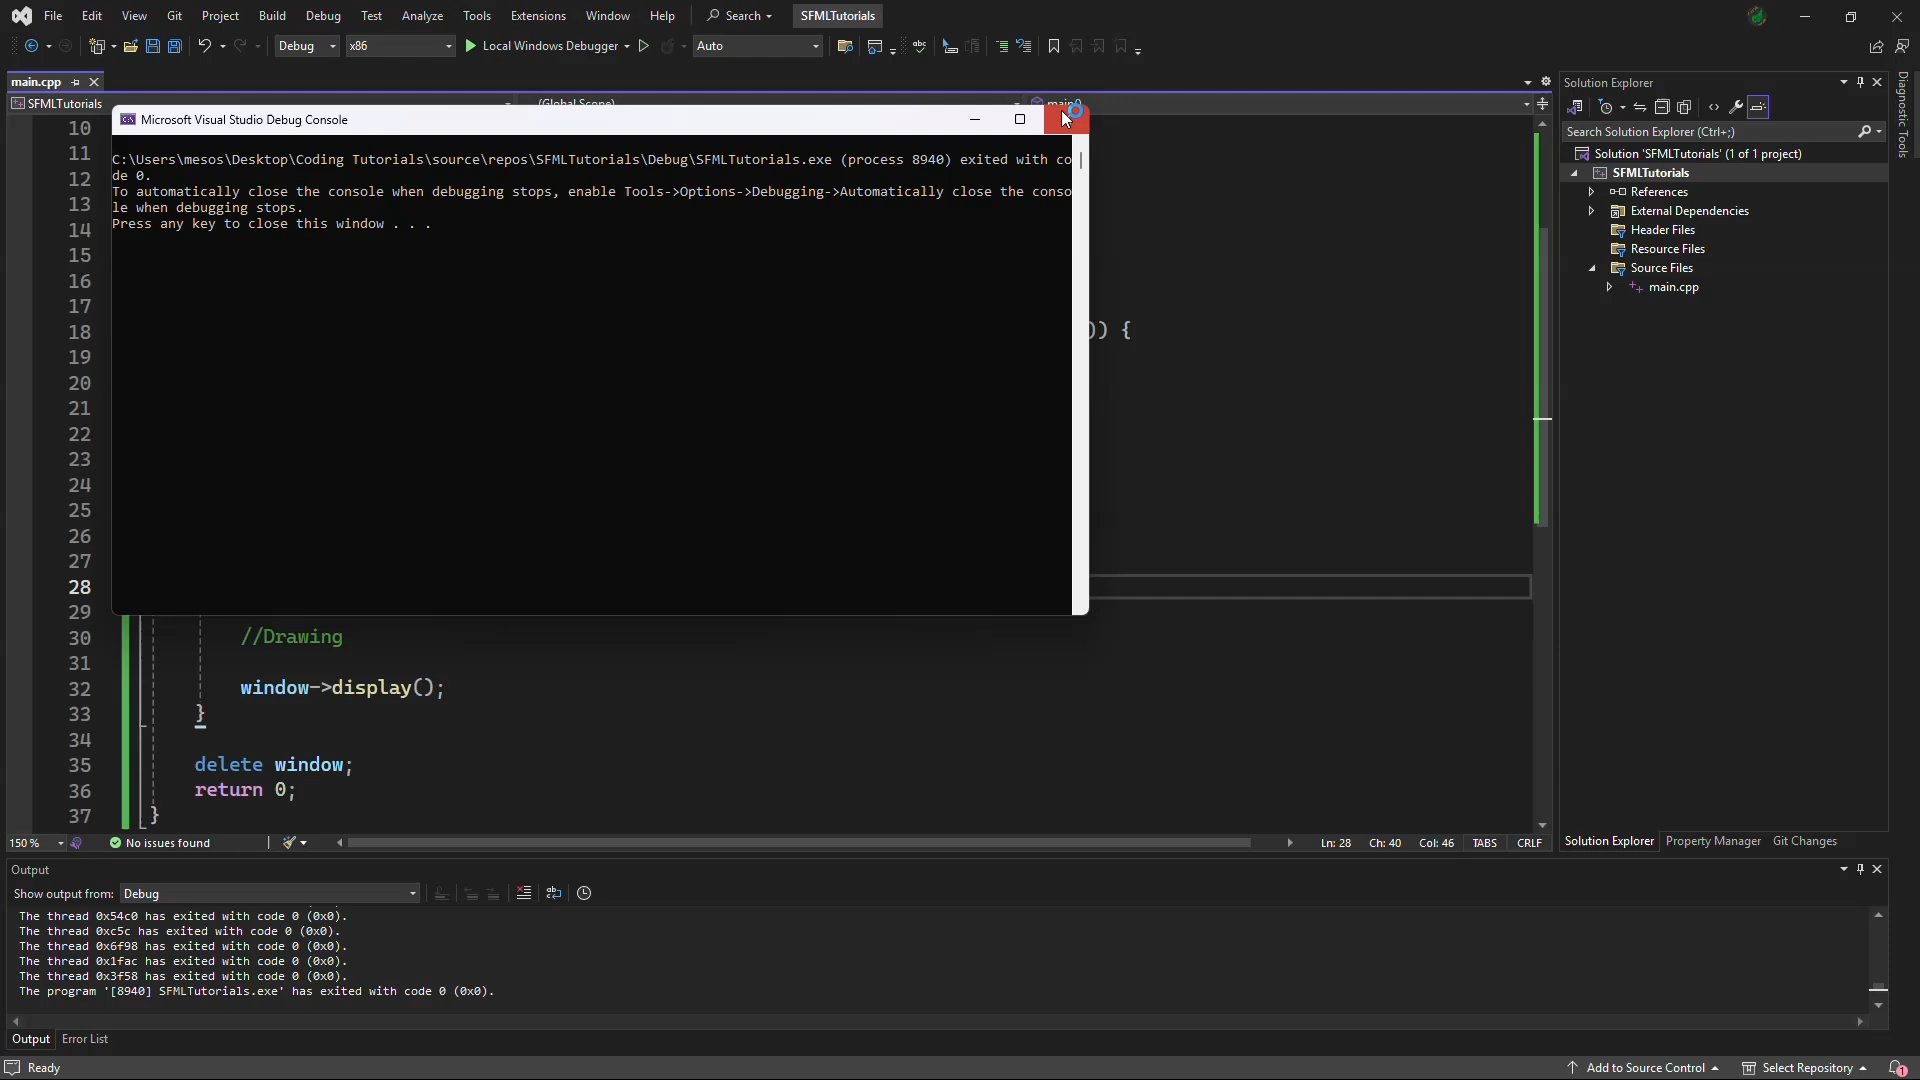 File Edit View Git Project Build Debug Test Analyze Tools Extensions Window Help Search SFMLTutorials
Debug x86 Local Windows Debugger Auto
main.cpp
SFMLTutorials (Global Scope) main()
Microsoft Visual Studio Debug Console
C:\Users\mesos\Desktop\Coding Tutorials\source\repos\SFMLTutorials\Debug\SFMLTutorials.exe (process 8940) exited with co
de 0.
To automatically close the console when debugging stops, enable Tools->Options->Debugging->Automatically close the conso
le when debugging stops.
Press any key to close this window . . .
10
11
12
13
14
15
16
17
18 )) {
19
20
21
22
23
24
25
26
27
28
29
30 //Drawing
31
32 window->display();
33 }
34
35 delete window;
36 return 0;
37 }
150 % No issues found Ln: 28 Ch: 40 Col: 46 TABS CRLF
Solution Explorer
Search Solution Explorer (Ctrl+;)
Solution 'SFMLTutorials' (1 of 1 project)
SFMLTutorials
References
External Dependencies
Header Files
Resource Files
Source Files
main.cpp
Solution Explorer Property Manager Git Changes
Diagnostic Tools
Output
Show output from: Debug
The thread 0x54c0 has exited with code 0 (0x0).
The thread 0xc5c has exited with code 0 (0x0).
The thread 0x6f98 has exited with code 0 (0x0).
The thread 0x1fac has exited with code 0 (0x0).
The thread 0x3f58 has exited with code 0 (0x0).
The program '[8940] SFMLTutorials.exe' has exited with code 0 (0x0).
Output Error List
Ready Add to Source Control Select Repository 1